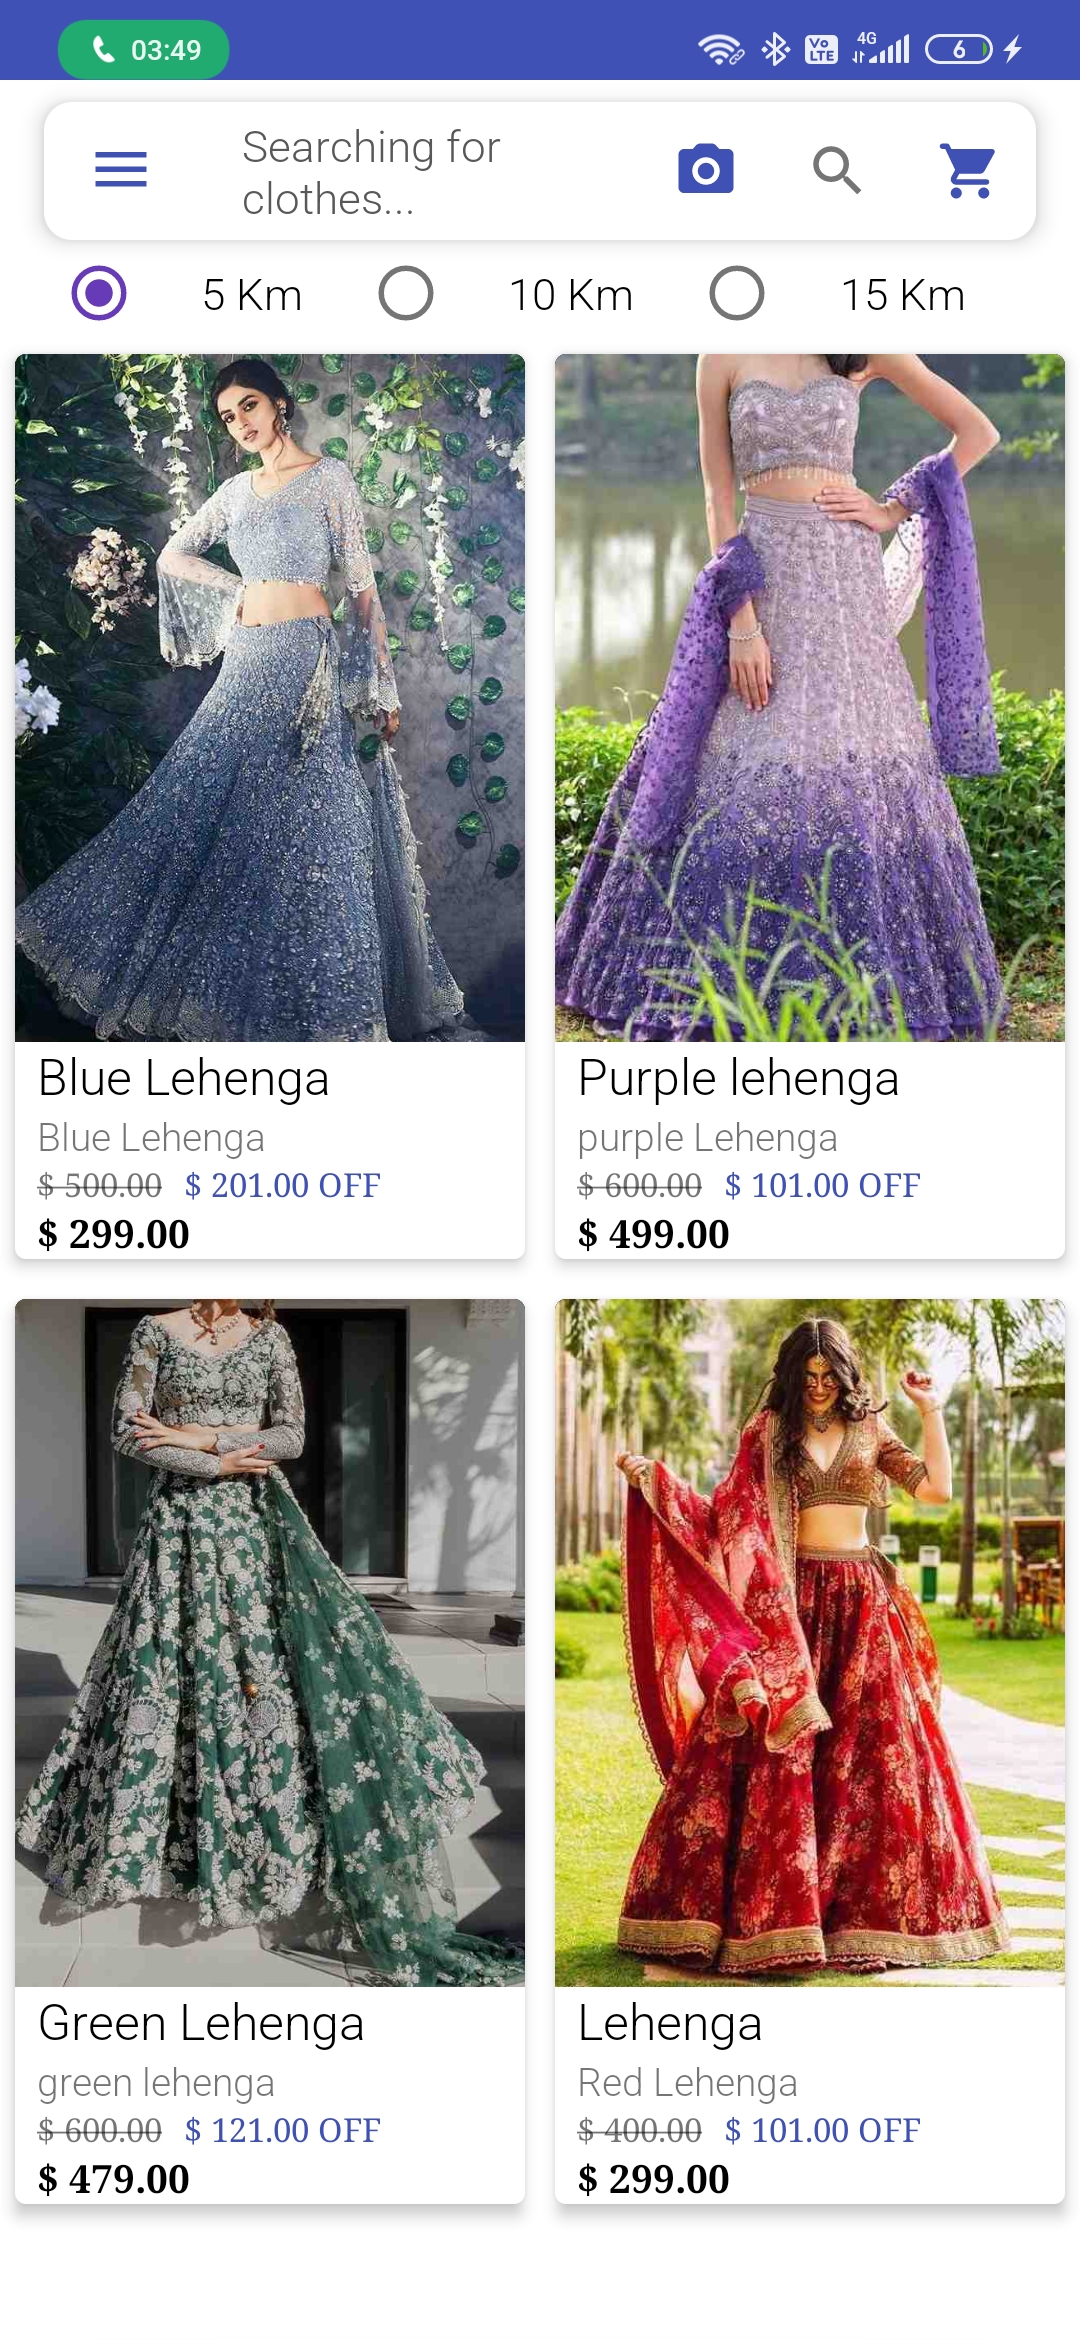 03:49
Vo LTE
4G
6
Searching for
clothes...
5 Km
10 Km
15 Km
Blue Lehenga
Blue Lehenga
$ 500.00 $ 201.00 OFF
$ 299.00
Purple lehenga
purple Lehenga
$ 600.00 $ 101.00 OFF
$ 499.00
Green Lehenga
green lehenga
$ 600.00 $ 121.00 OFF
$ 479.00
Lehenga
Red Lehenga
$ 400.00 $ 101.00 OFF
$ 299.00